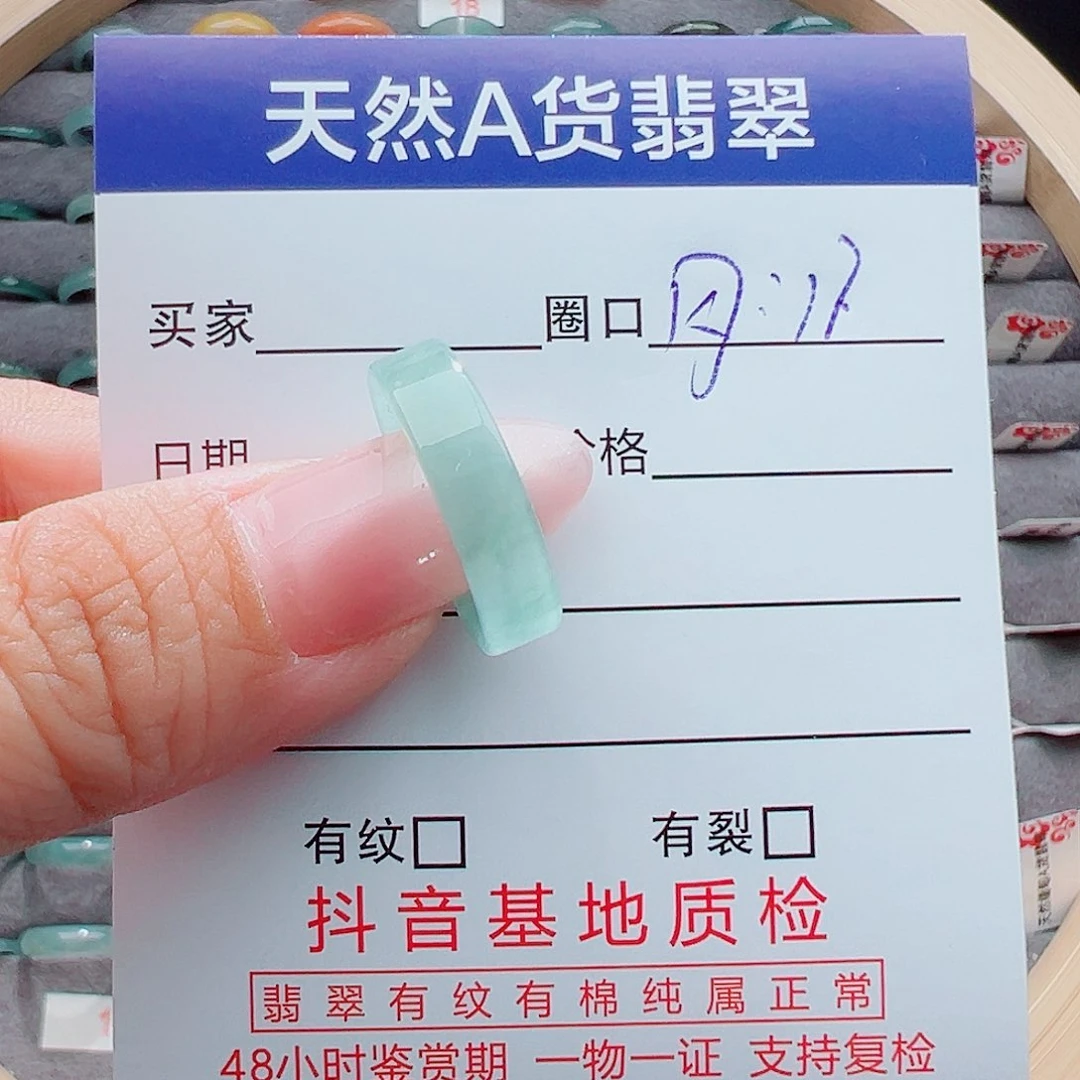 18
天然A货翡翠
买家 圈口
日期 格
有纹 有裂
抖音基地质检
翡翠有纹有棉纯属正常
48小时鉴赏期 一物一证 支持复检